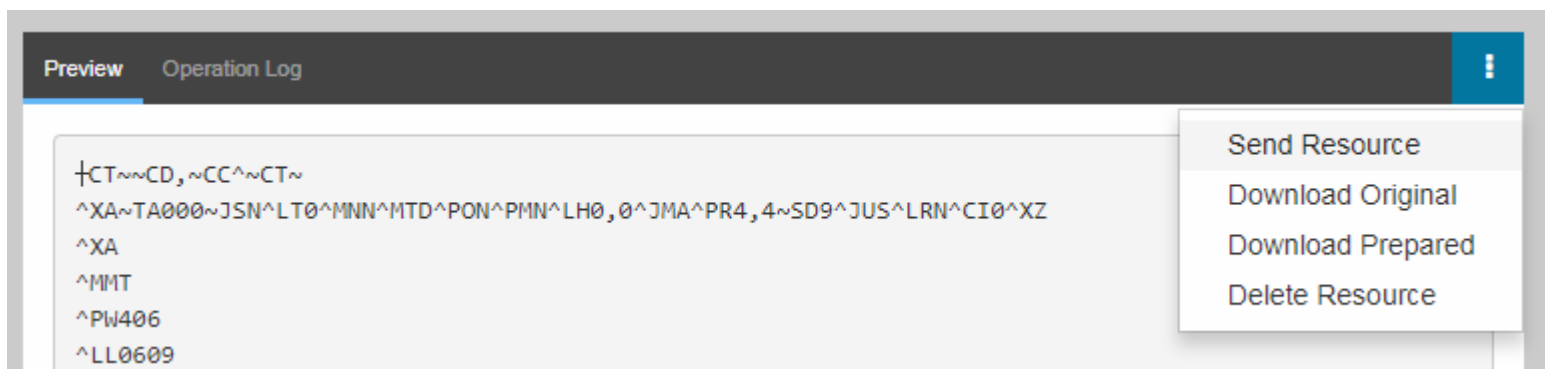 Preview Operation Log
Send Resource
Download Original
Download Prepared
Delete Resource
╪CT~~CD,~CC^~CT~
^XA~TA000~JSN^LT0^MNN^MTD^PON^PMN^LH0,0^JMA^PR4,4~SD9^JUS^LRN^CI0^XZ
^XA
^MMT
^PW406
^LL0609